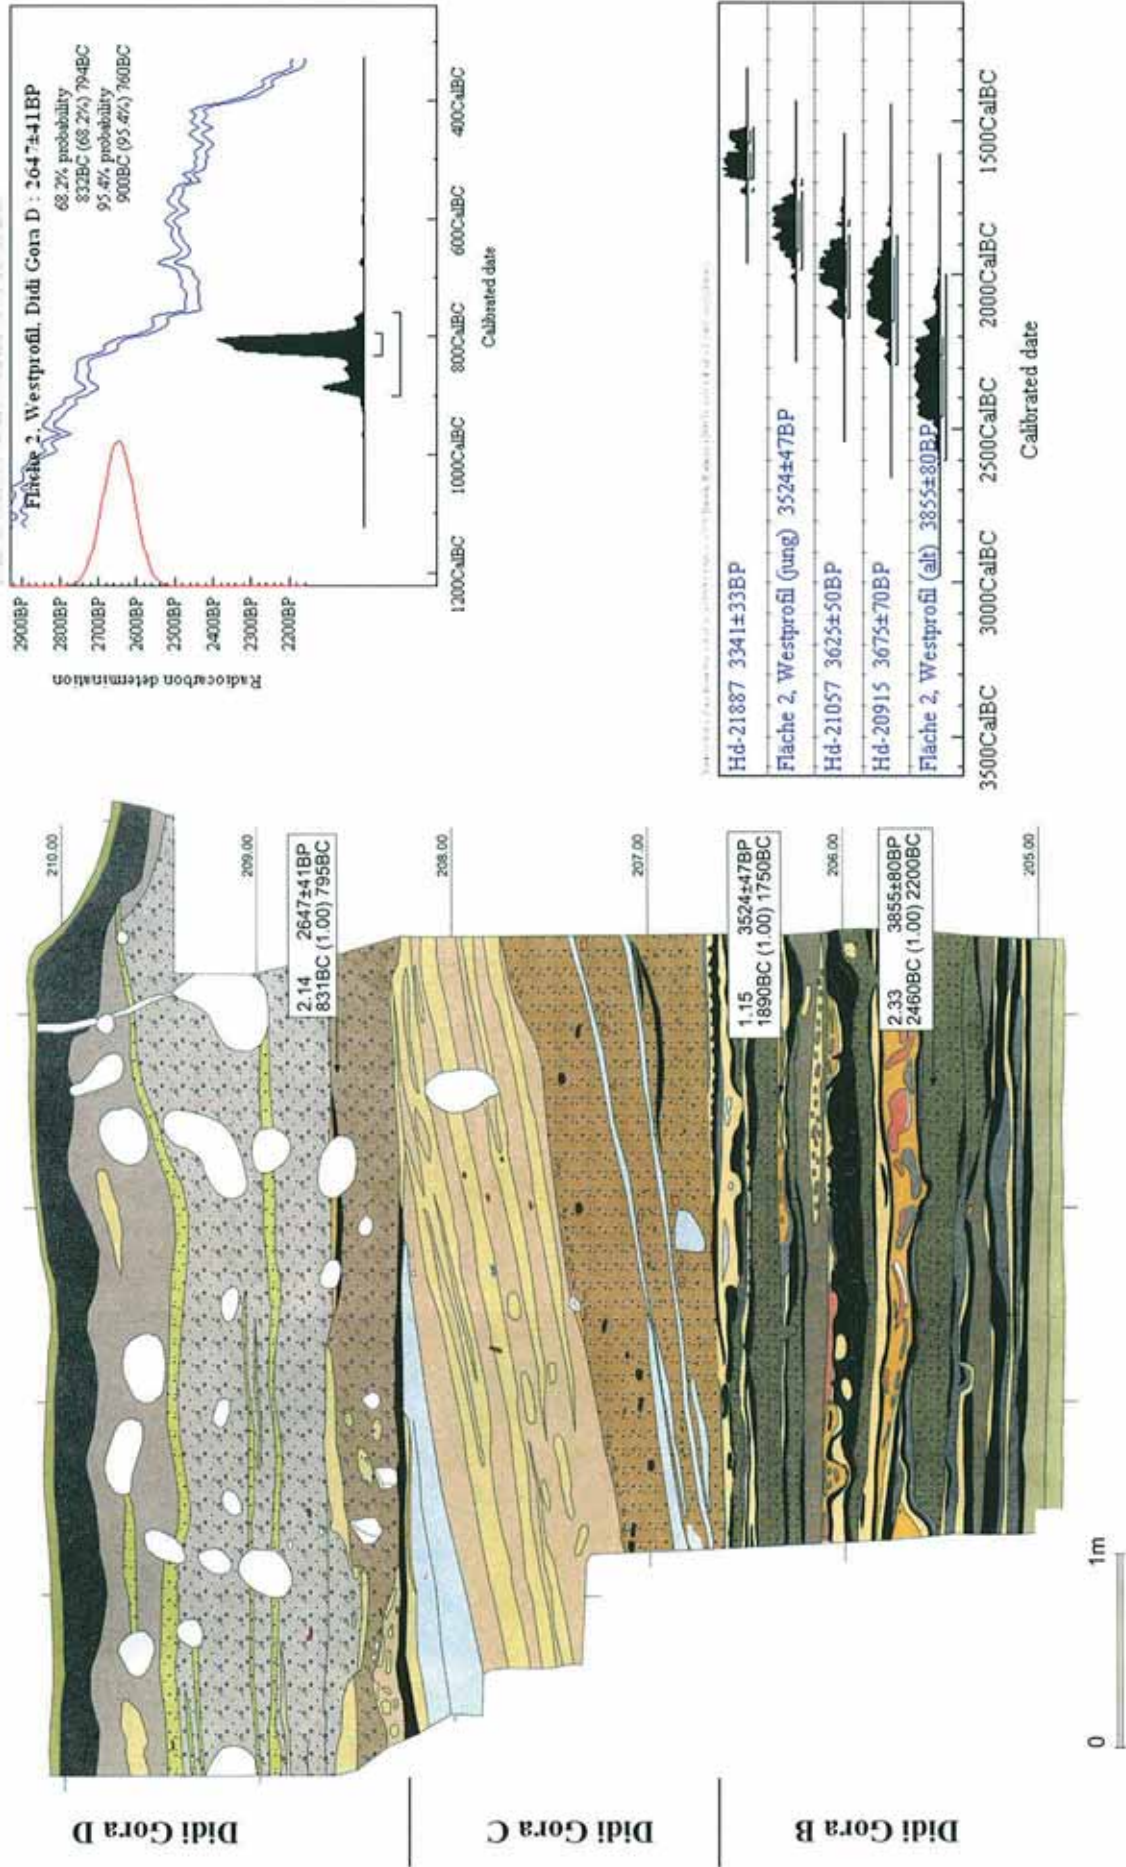 Fläche 2, Westprofil, Didi Gora D : 2647±41BP
68.2% probability
832BC (68.2%) 794BC
95.4% probability
900BC (95.4%) 760BC
2900BP
2800BP
2700BP
2600BP
2500BP
2400BP
2300BP
2200BP
Radiocarbon determination
1200CalBC 1000CalBC 800CalBC 600CalBC 400CalBC
Calibrated date
210.00
209.00
2.14 2647±41BP
831BC (1.00) 795BC
208.00
207.00
1.15 3524±47BP
1890BC (1.00) 1750BC
206.00
2.33 3855±80BP
2460BC (1.00) 2200BC
205.00
Didi Gora D
Didi Gora C
Didi Gora B
0 1m
Hd-21887 3341±33BP
Fläche 2, Westprofil (jung) 3524±47BP
Hd-21057 3625±50BP
Hd-20915 3675±70BP
Fläche 2, Westprofil (alt) 3855±80BP
3500CalBC 3000CalBC 2500CalBC 2000CalBC 1500CalBC
Calibrated date